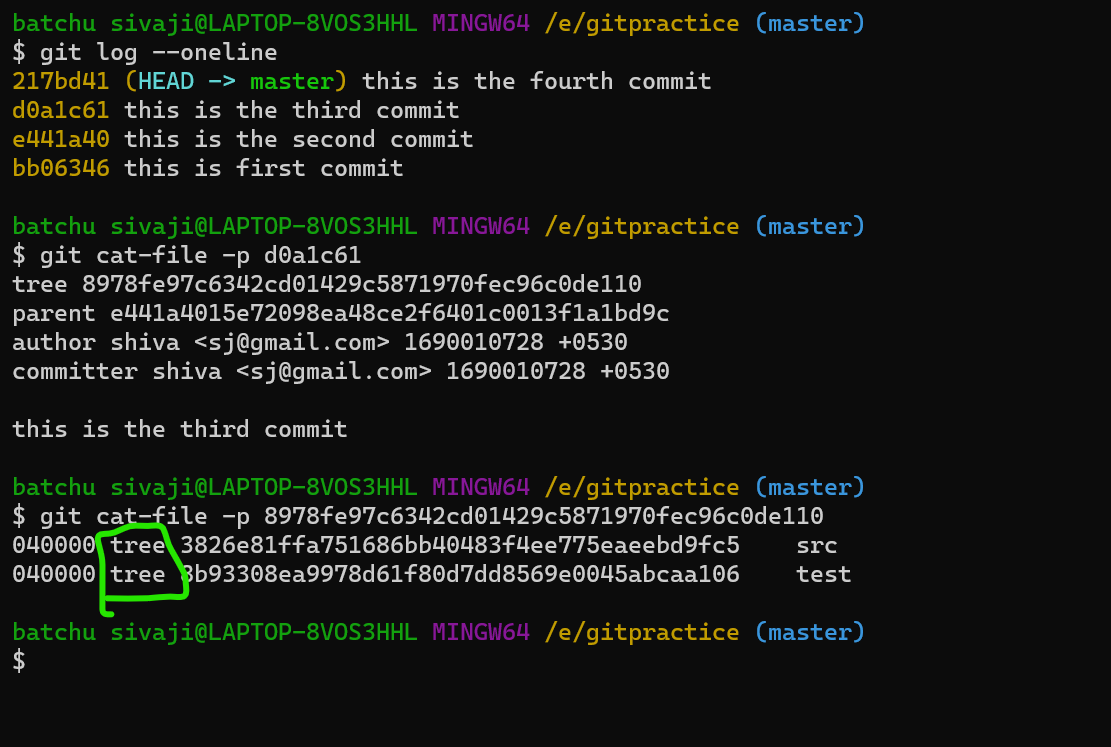 batchu sivaji@LAPTOP-8VOS3HHL MINGW64 /e/gitpractice (master)
$ git log --oneline
217bd41 (HEAD -> master) this is the fourth commit
d0a1c61 this is the third commit
e441a40 this is the second commit
bb06346 this is first commit
batchu sivaji@LAPTOP-8VOS3HHL MINGW64 /e/gitpractice (master)
$ git cat-file -p d0a1c61
tree 8978fe97c6342cd01429c5871970fec96c0de110
parent e441a4015e72098ea48ce2f6401c0013f1a1bd9c
author shiva <sj@gmail.com> 1690010728 +0530
committer shiva <sj@gmail.com> 1690010728 +0530
this is the third commit
batchu sivaji@LAPTOP-8VOS3HHL MINGW64 /e/gitpractice (master)
$ git cat-file -p 8978fe97c6342cd01429c5871970fec96c0de110
040000 tree 3826e81ffa751686bb40483f4ee775eaeebd9fc5    src
040000 tree 8b93308ea9978d61f80d7dd8569e0045abcaa106    test
batchu sivaji@LAPTOP-8VOS3HHL MINGW64 /e/gitpractice (master)
$